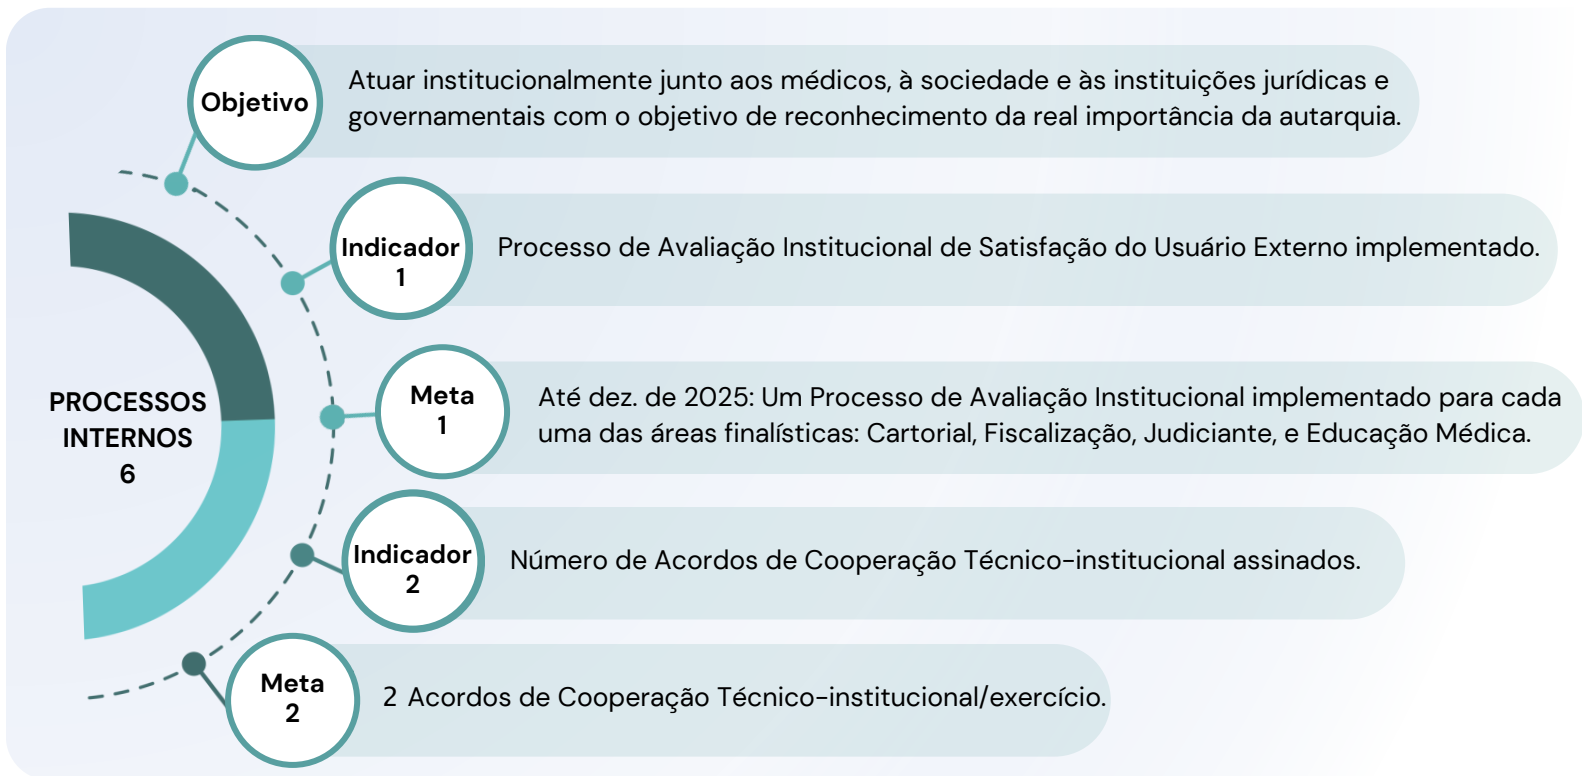 Objetivo
Atuar institucionalmente junto aos médicos, à sociedade e às instituições jurídicas e
governamentais com o objetivo de reconhecimento da real importância da autarquia.
Indicador
1
Processo de Avaliação Institucional de Satisfação do Usuário Externo implementado.
PROCESSOS
INTERNOS
6
Meta
1
Até dez. de 2025: Um Processo de Avaliação Institucional implementado para cada
uma das áreas finalísticas: Cartorial, Fiscalização, Judiciante, e Educação Médica.
Indicador
2
Número de Acordos de Cooperação Técnico-institucional assinados.
Meta
2
2 Acordos de Cooperação Técnico-institucional/exercício.